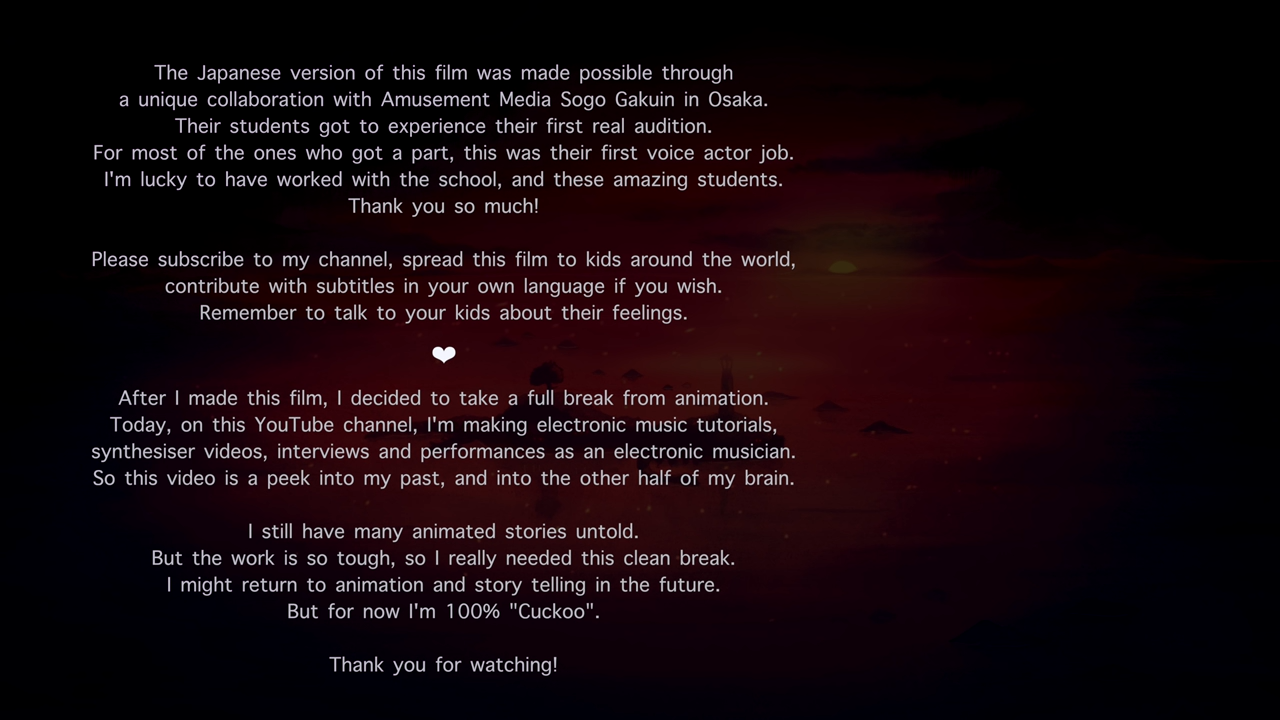 The Japanese version of this film was made possible through
a unique collaboration with Amusement Media Sogo Gakuin in Osaka.
Their students got to experience their first real audition.
For most of the ones who got a part, this was their first voice actor job.
I'm lucky to have worked with the school, and these amazing students.
Thank you so much!
Please subscribe to my channel, spread this film to kids around the world,
contribute with subtitles in your own language if you wish.
Remember to talk to your kids about their feelings.
❤
After I made this film, I decided to take a full break from animation.
Today, on this YouTube channel, I'm making electronic music tutorials,
synthesiser videos, interviews and performances as an electronic musician.
So this video is a peek into my past, and into the other half of my brain.
I still have many animated stories untold.
But the work is so tough, so I really needed this clean break.
I might return to animation and story telling in the future.
But for now I'm 100% "Cuckoo".
Thank you for watching!